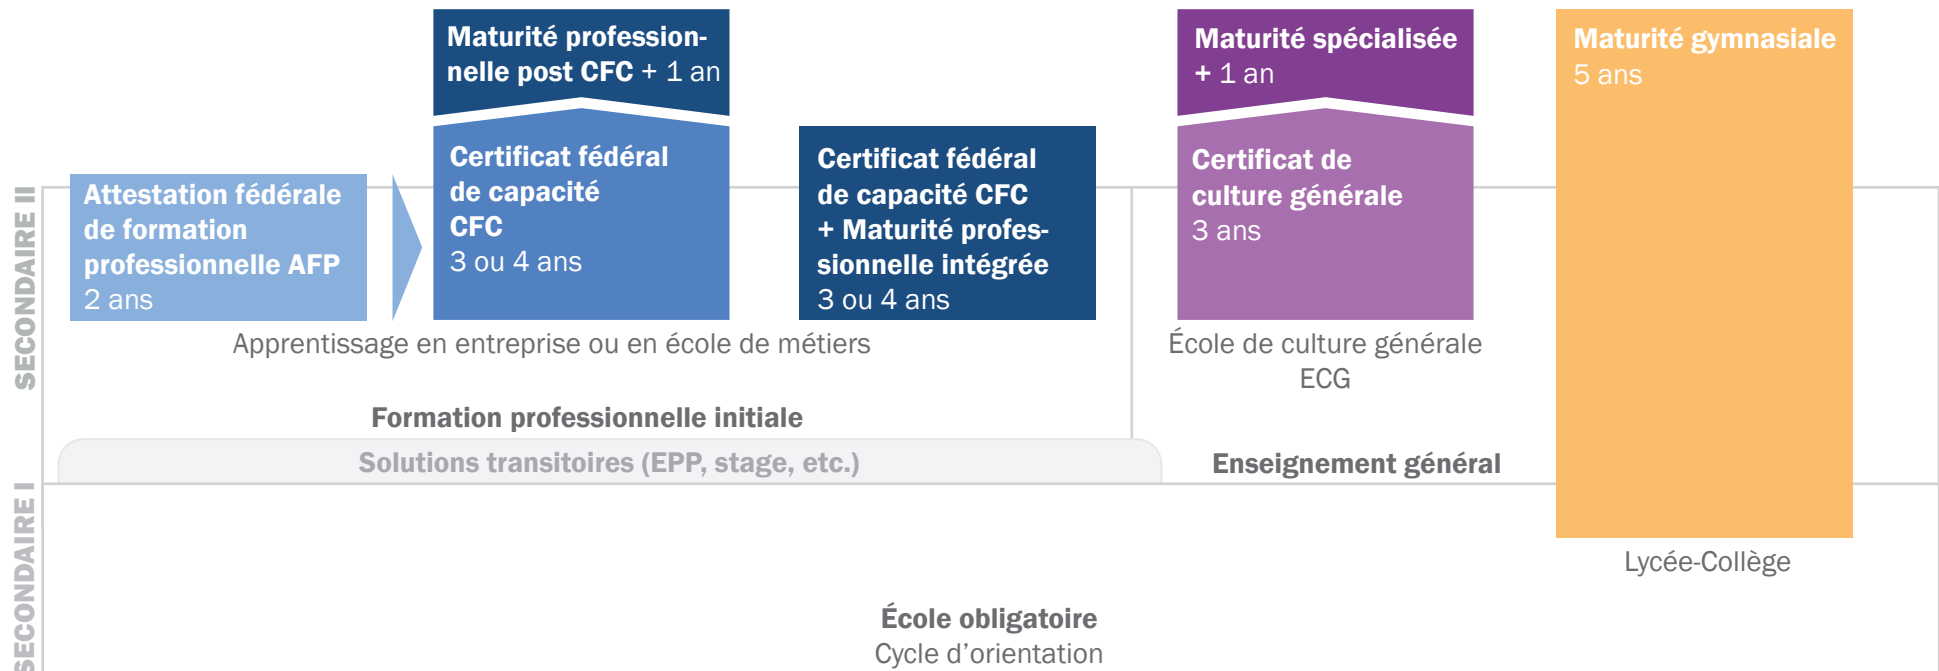 Maturité profession-
nelle post CFC + 1 an
Maturité spécialisée
+ 1 an
Maturité gymnasiale
5 ans
SECONDAIRE II
Attestation fédérale
de formation
professionnelle AFP
2 ans
Certificat fédéral
de capacité
CFC
3 ou 4 ans
Certificat fédéral
de capacité CFC
+ Maturité profes-
sionnelle intégrée
3 ou 4 ans
Certificat de
culture générale
3 ans
Apprentissage en entreprise ou en école de métiers
École de culture générale
ECG
Formation professionnelle initiale
Solutions transitoires (EPP, stage, etc.)
Enseignement général
Lycée-Collège
SECONDAIRE I
École obligatoire
Cycle d’orientation